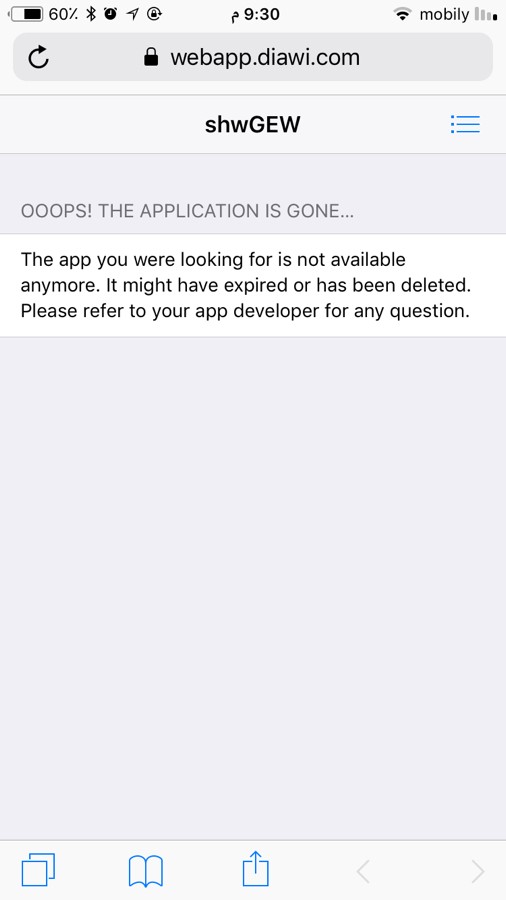 60% م 9:30 mobily
webapp.diawi.com
shwGEW
OOOPS! THE APPLICATION IS GONE...
The app you were looking for is not available
anymore. It might have expired or has been deleted.
Please refer to your app developer for any question.